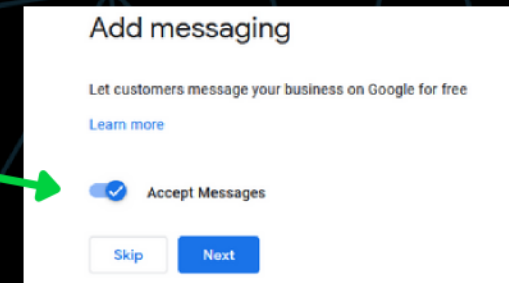 Add messaging
Let customers message your business on Google for free
Learn more
Accept Messages
Skip Next